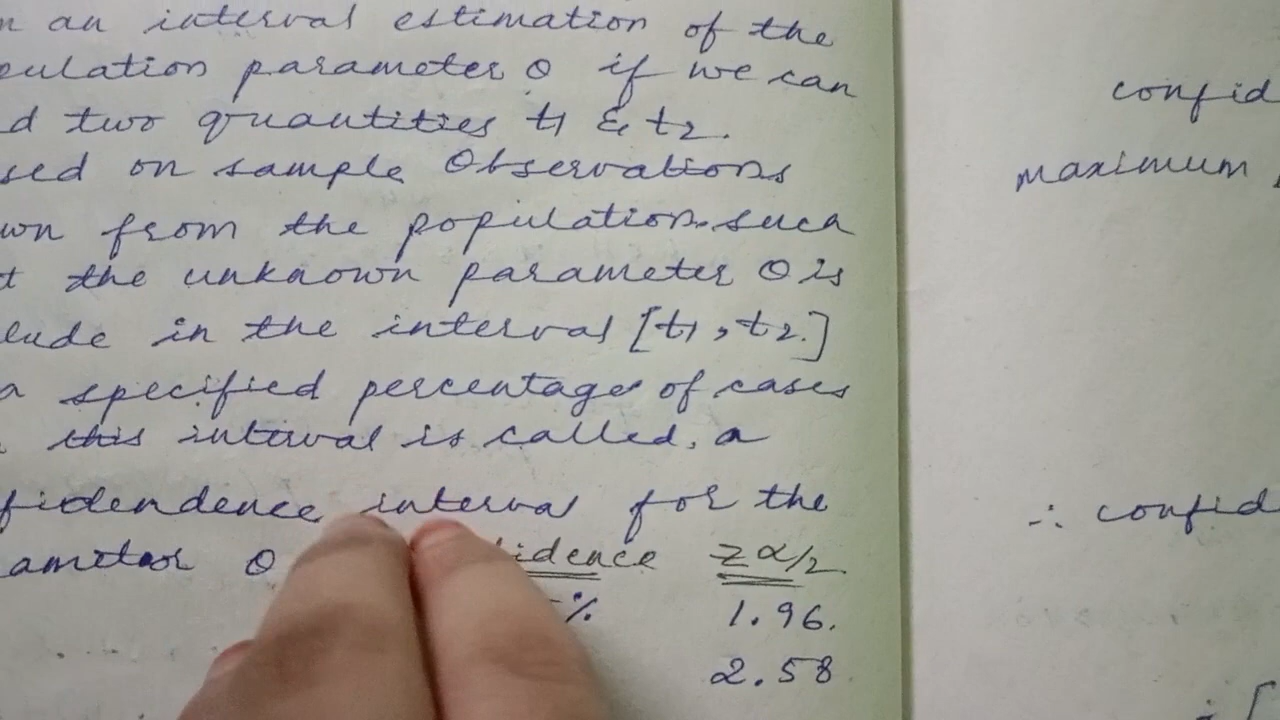 n an interval estimation of the
pulation parameter θ if we can
d two quantities t1 & t2.
sed on sample Observations
wn from the population such
t the unknown parameter θ is
lude in the interval [t1, t2.]
a specified percentage of cases
this interval is called, a
fidendence interval for the
ameter θ idence zα/2.
% 1.96.
2.58
confid
maximum
∴ confid